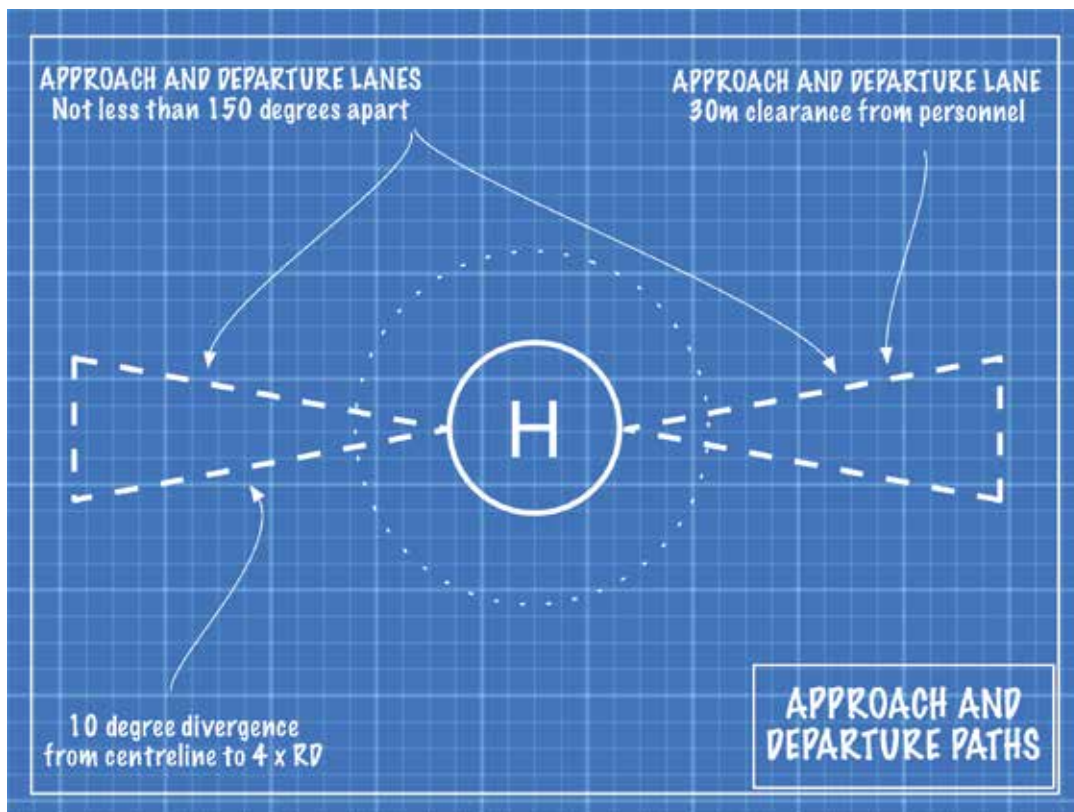 APPROACH AND DEPARTURE LANES
Not less than 150 degrees apart
APPROACH AND DEPARTURE LANE
30m clearance from personnel
H
10 degree divergence
from centreline to 4 x RD
APPROACH AND
DEPARTURE PATHS